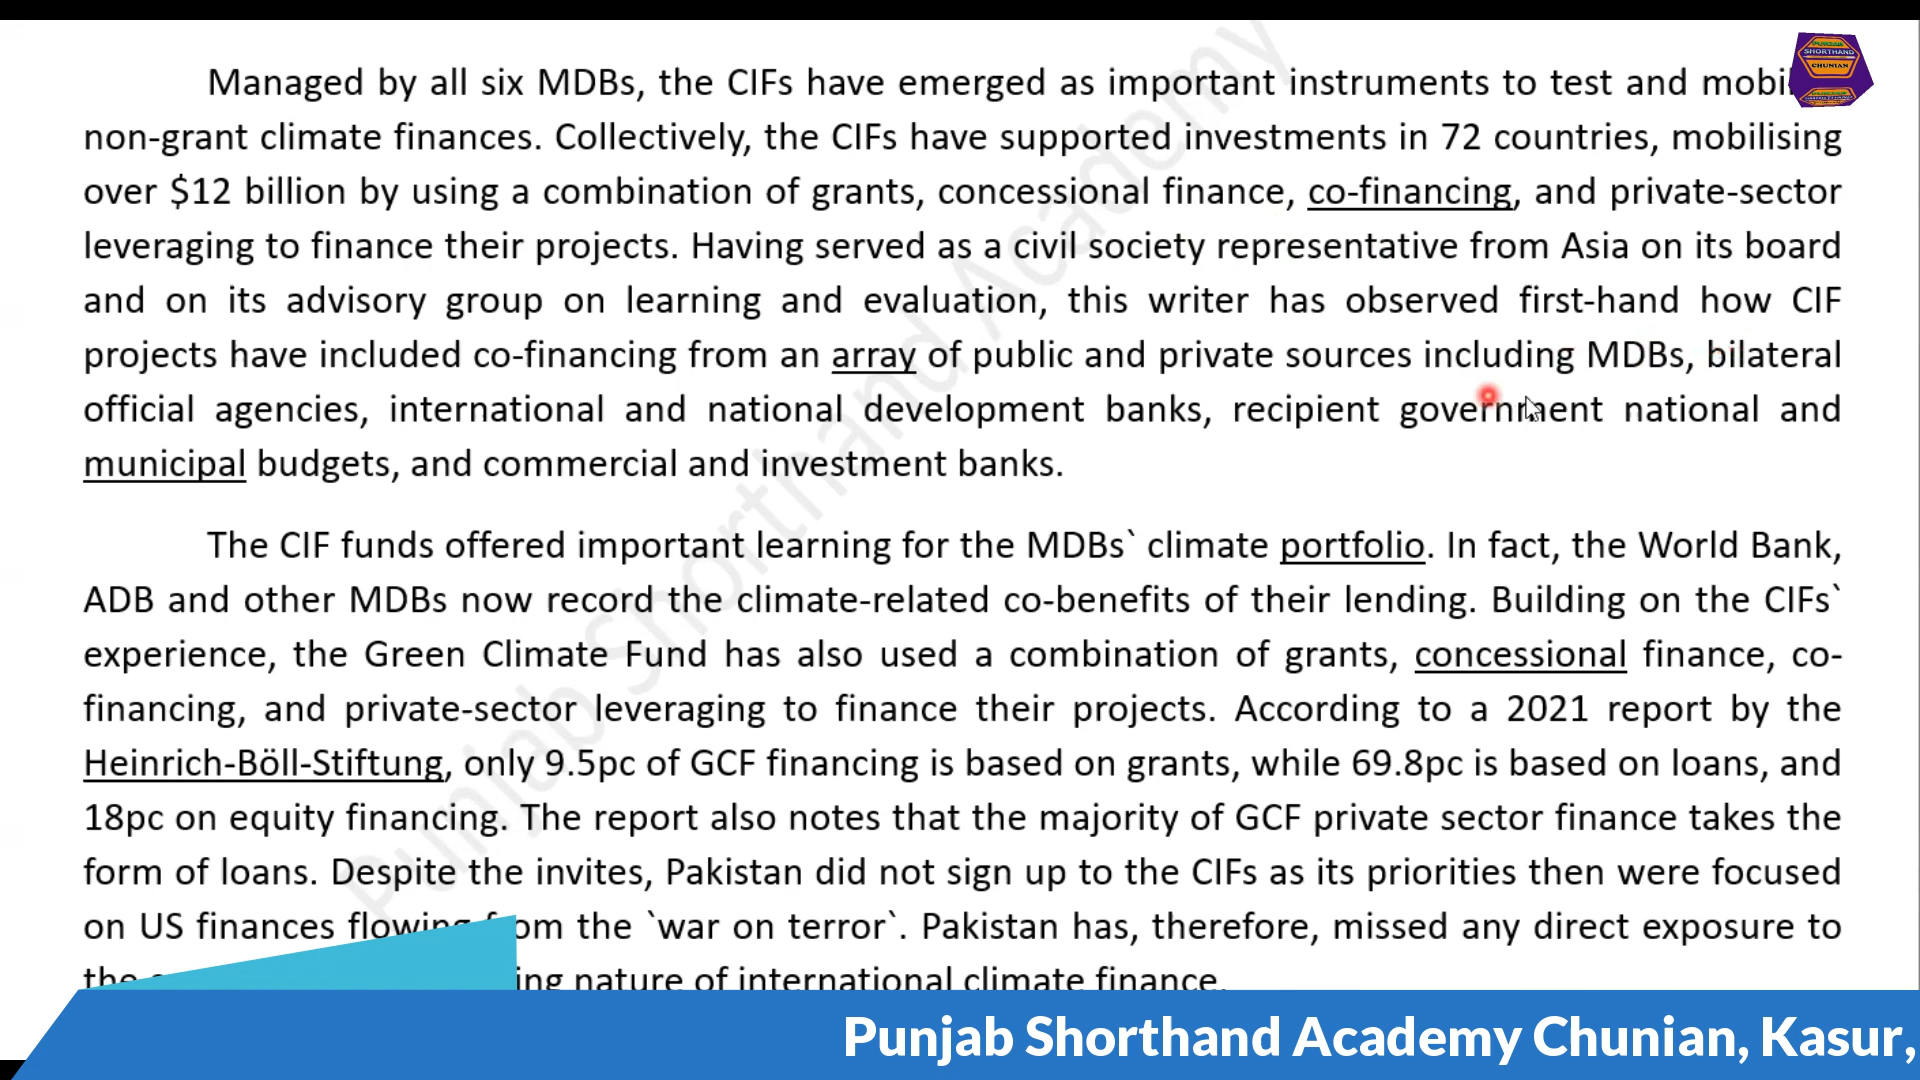 Managed by all six MDBs, the CIFs have emerged as important instruments to test and
non-grant climate finances. Collectively, the CIFs have supported investments in 72 countries, mobilising
over $12 billion by using a combination of grants, concessional finance, co-financing, and private-sector
leveraging to finance their projects. Having served as a civil society representative from Asia on its board
and on its advisory group on learning and evaluation, this writer has observed first-hand how CIF
projects have included co-financing from an array of public and private sources including MDBs, bilateral
official agencies, international and national development banks, recipient government national and
municipal budgets, and commercial and investment banks.
The CIF funds offered important learning for the MDBs` climate portfolio. In fact, the World Bank,
ADB and other MDBs now record the climate-related co-benefits of their lending. Building on the CIFs`
experience, the Green Climate Fund has also used a combination of grants, concessional finance, co-
financing, and private-sector leveraging to finance their projects. According to a 2021 report by the
Heinrich-Böll-Stiftung, only 9.5pc of GCF financing is based on grants, while 69.8pc is based on loans, and
18pc on equity financing. The report also notes that the majority of GCF private sector finance takes the
form of loans. Despite the invites, Pakistan did not sign up to the CIFs as its priorities then were focused
on US finances flowing from the `war on terror`. Pakistan has, therefore, missed any direct exposure to
the nature of international climate finance.
Punjab Shorthand Academy Chunian, Kasur,
Punjab Shorthand Academy
SHORTHAND
CHUNIAN